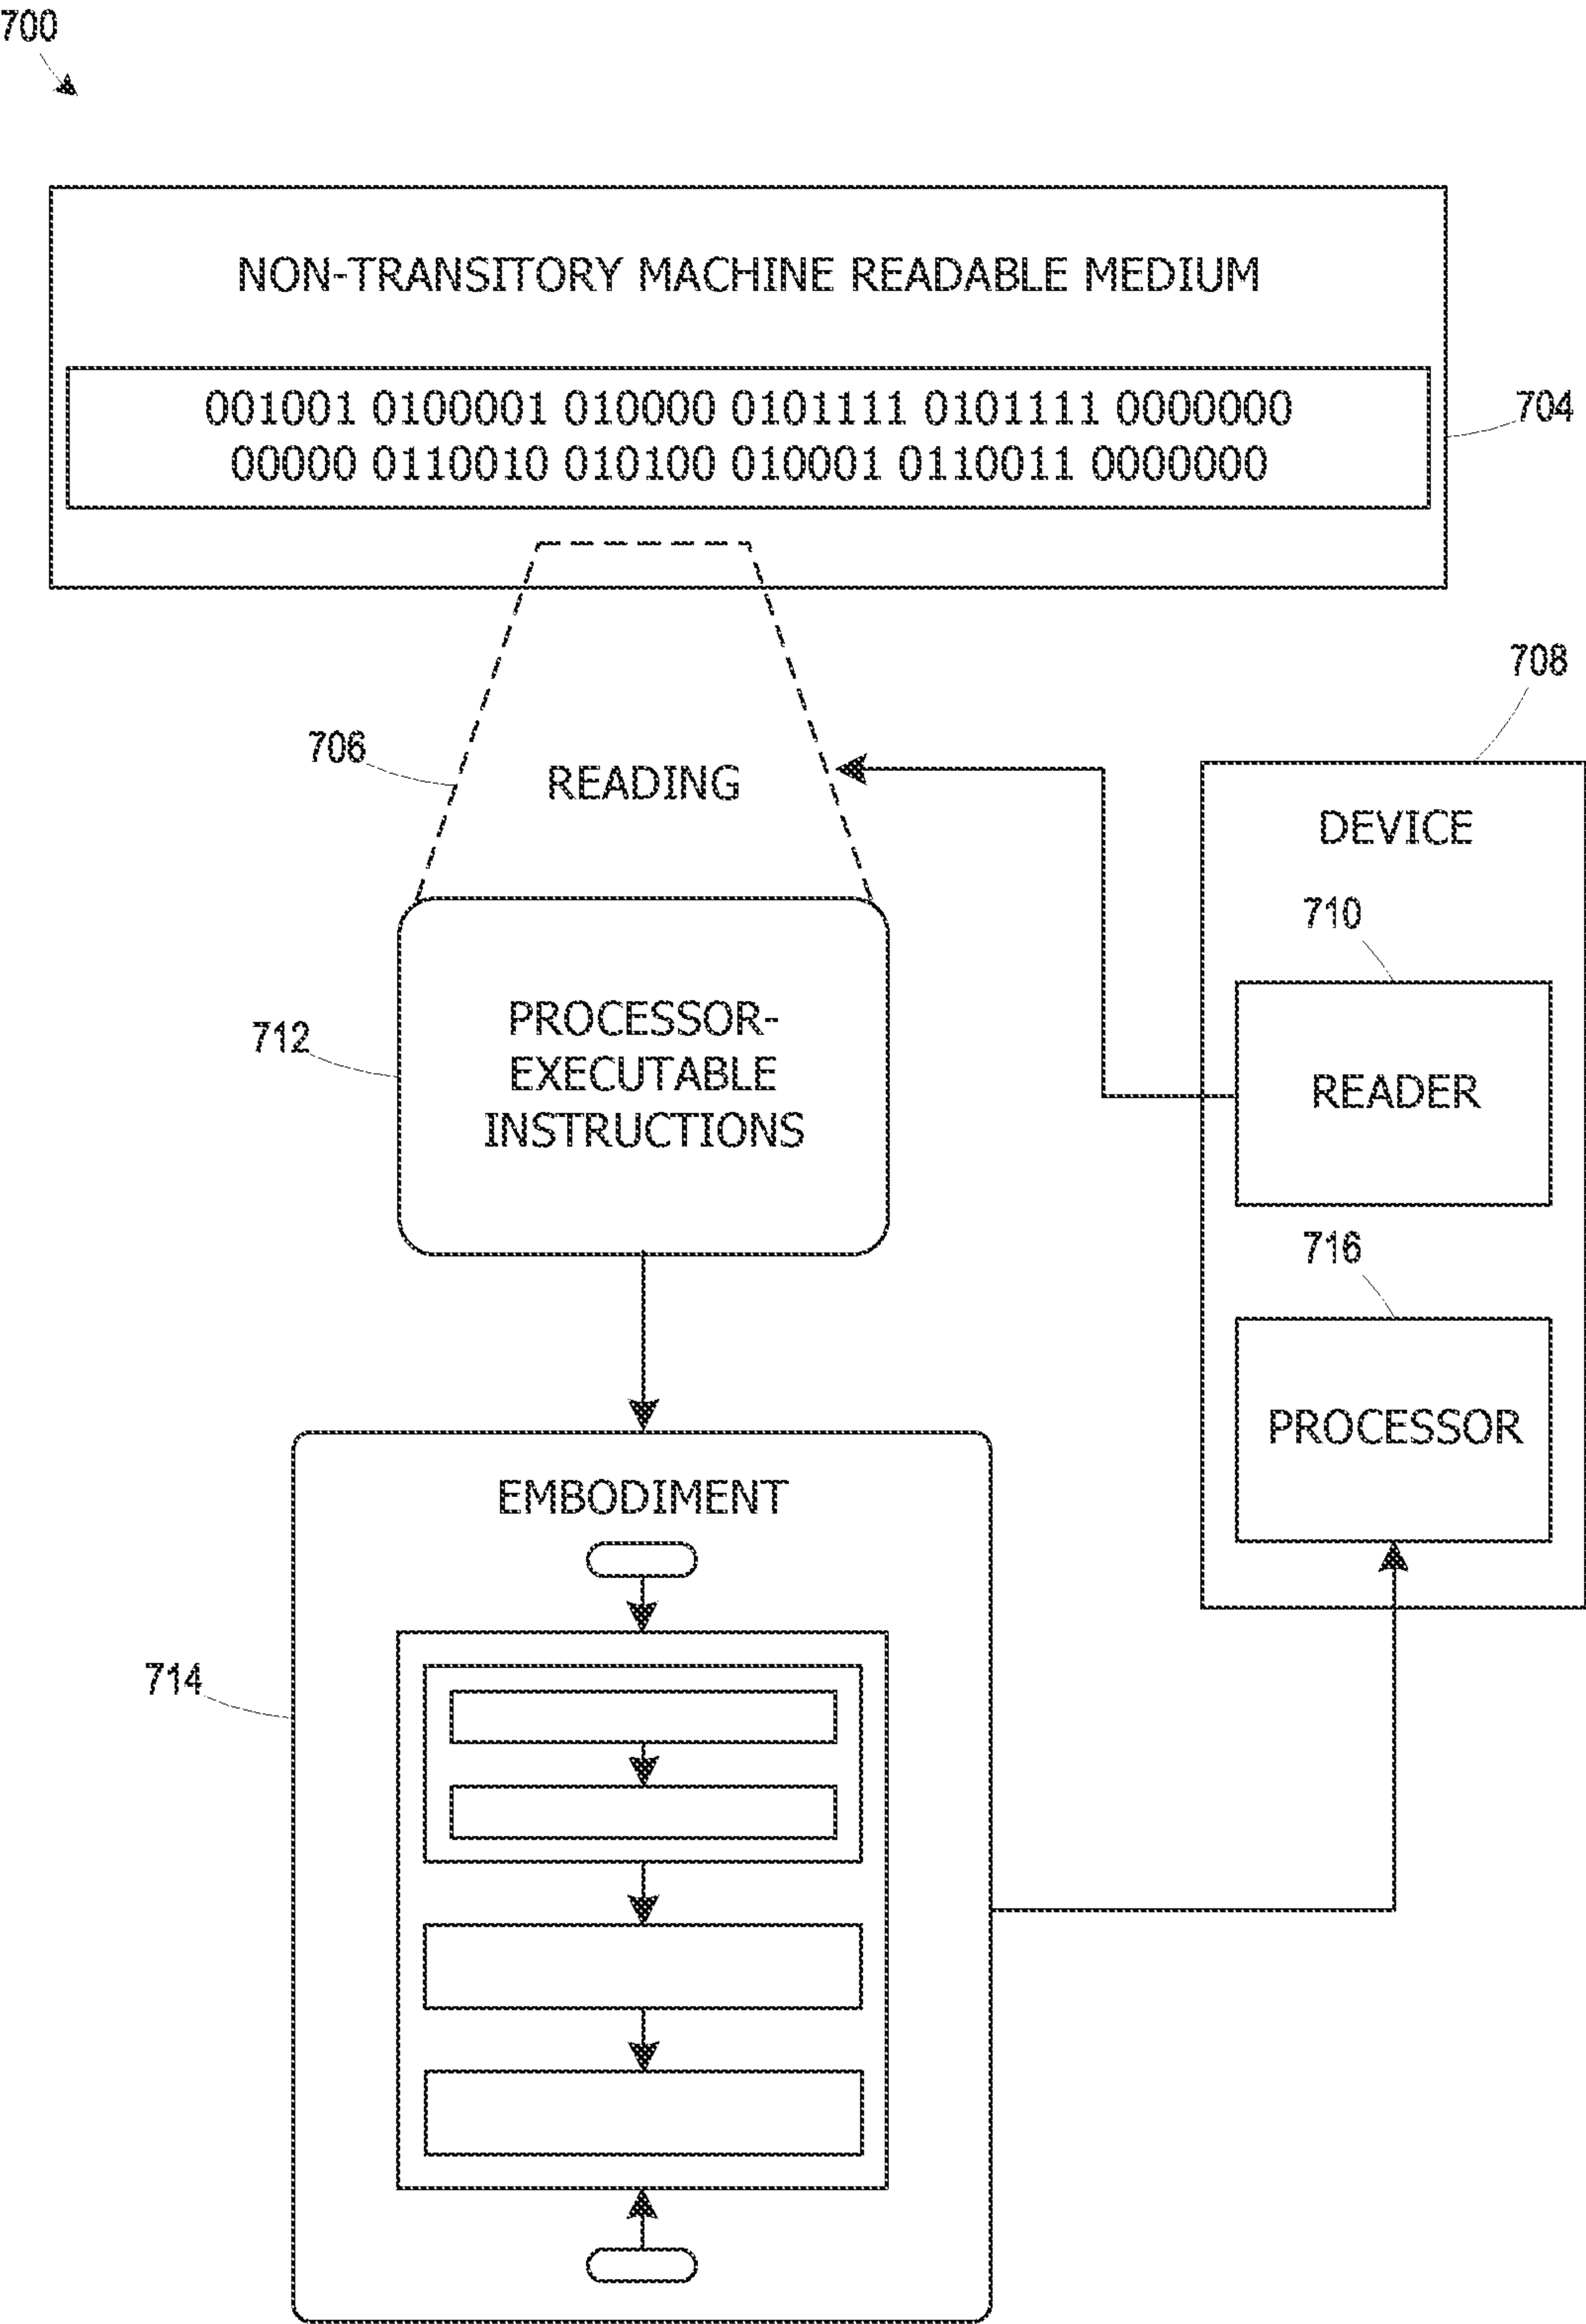 700
NON-TRANSITORY MACHINE READABLE MEDIUM
001001 0100001 010000 0101111 0101111 0000000
00000 0110010 010100 010001 0110011 0000000
704
708
706
READING
DEVICE
710
712
PROCESSOR-
EXECUTABLE
INSTRUCTIONS
READER
716
PROCESSOR
EMBODIMENT
714